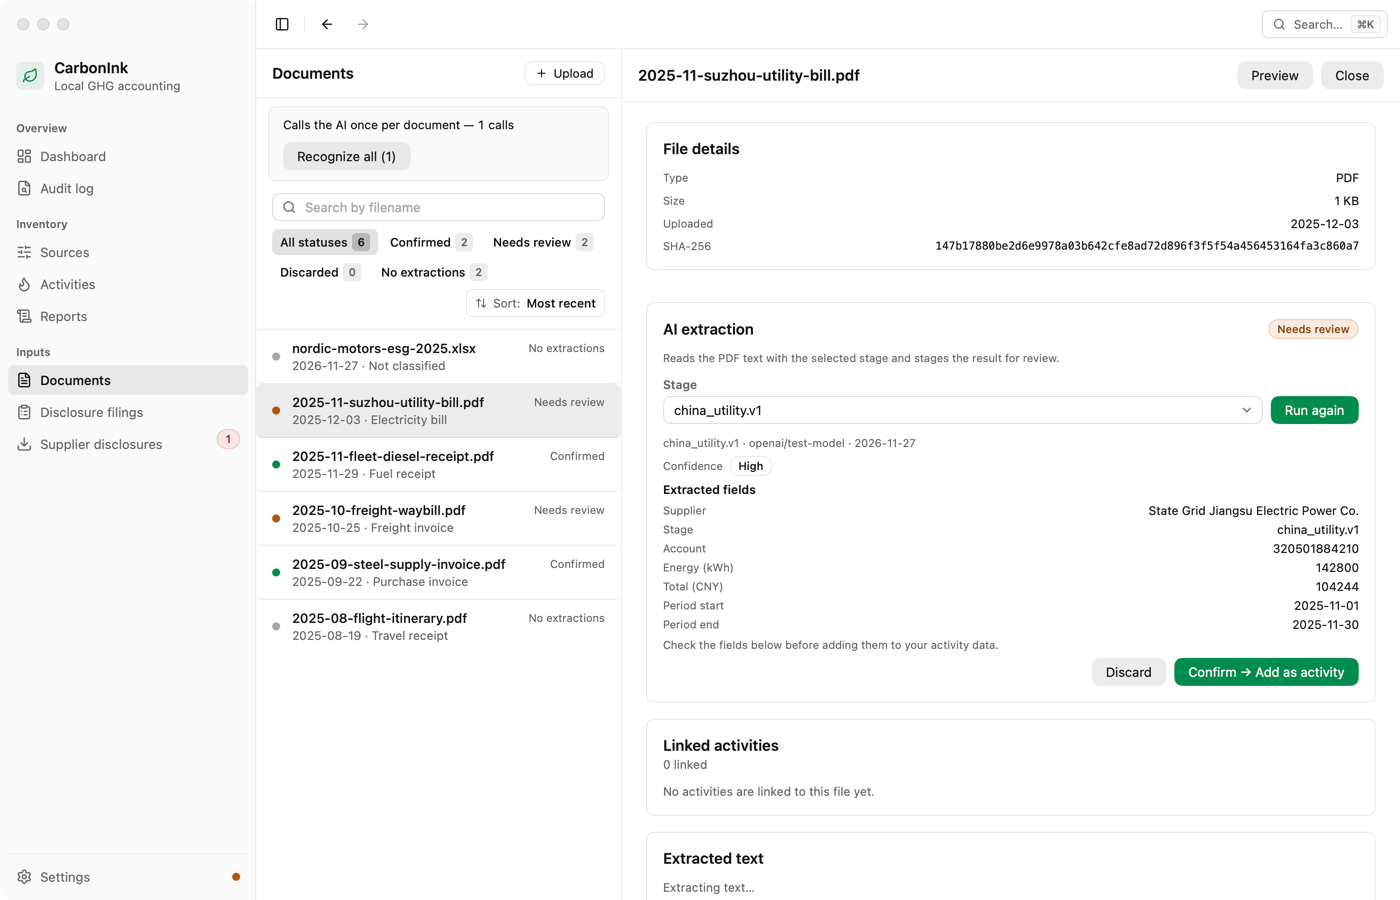 CarbonInk
Local GHG accounting
Overview
Dashboard
Audit log
Inventory
Sources
Activities
Reports
Inputs
Documents
Disclosure filings
Supplier disclosures
1
Settings
Search... ⌘K
Documents
+ Upload
Calls the AI once per document — 1 calls
Recognize all (1)
Search by filename
All statuses 6 Confirmed 2 Needs review 2
Discarded 0 No extractions 2
Sort: Most recent
nordic-motors-esg-2025.xlsx No extractions
2026-11-27 · Not classified
2025-11-suzhou-utility-bill.pdf Needs review
2025-12-03 · Electricity bill
2025-11-fleet-diesel-receipt.pdf Confirmed
2025-11-29 · Fuel receipt
2025-10-freight-waybill.pdf Needs review
2025-10-25 · Freight invoice
2025-09-steel-supply-invoice.pdf Confirmed
2025-09-22 · Purchase invoice
2025-08-flight-itinerary.pdf No extractions
2025-08-19 · Travel receipt
2025-11-suzhou-utility-bill.pdf
Preview Close
File details
Type PDF
Size 1 KB
Uploaded 2025-12-03
SHA-256 147b17880be2d6e9978a03b642cfe8ad72d896f3f5f54a456453164fa3c860a7
AI extraction Needs review
Reads the PDF text with the selected stage and stages the result for review.
Stage
china_utility.v1 Run again
china_utility.v1 · openai/test-model · 2026-11-27
Confidence High
Extracted fields
Supplier State Grid Jiangsu Electric Power Co.
Stage china_utility.v1
Account 320501884210
Energy (kWh) 142800
Total (CNY) 104244
Period start 2025-11-01
Period end 2025-11-30
Check the fields below before adding them to your activity data.
Discard Confirm → Add as activity
Linked activities
0 linked
No activities are linked to this file yet.
Extracted text
Extracting text...